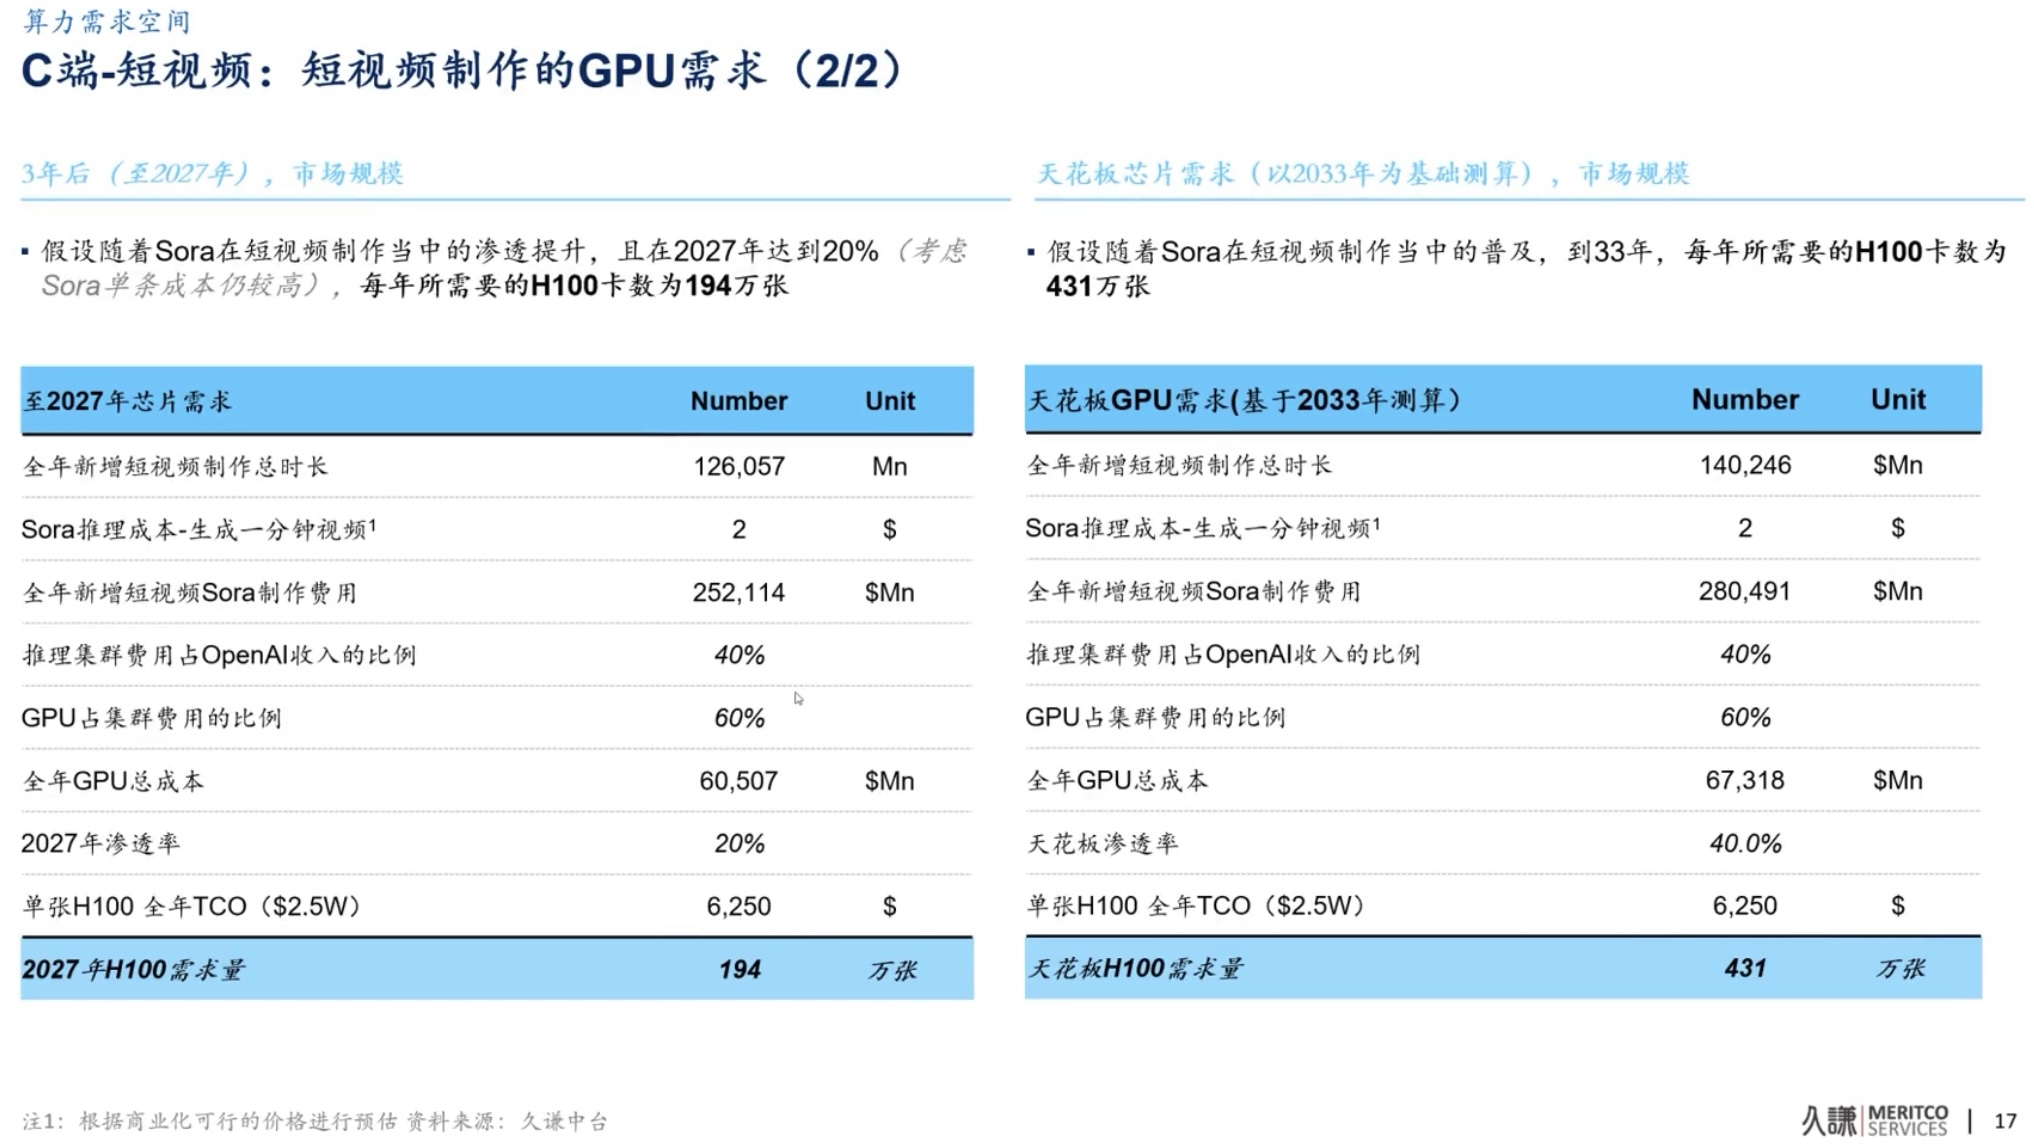 算力需求空间
C端-短视频：短视频制作的GPU需求（2/2）
3年后（至2027年），市场规模
▪ 假设随着Sora在短视频制作当中的渗透提升，且在2027年达到20%（考虑
Sora单条成本仍较高），每年所需要的H100卡数为194万张
至2027年芯片需求 Number Unit
全年新增短视频制作总时长 126,057 Mn
Sora推理成本-生成一分钟视频¹ 2 $
全年新增短视频Sora制作费用 252,114 $Mn
推理集群费用占OpenAI收入的比例 40%
GPU占集群费用的比例 60%
全年GPU总成本 60,507 $Mn
2027年渗透率 20%
单张H100 全年TCO（$2.5W） 6,250 $
2027年H100需求量 194 万张
天花板芯片需求（以2033年为基础测算），市场规模
▪ 假设随着Sora在短视频制作当中的普及，到33年，每年所需要的H100卡数为
431万张
天花板GPU需求(基于2033年测算） Number Unit
全年新增短视频制作总时长 140,246 $Mn
Sora推理成本-生成一分钟视频¹ 2 $
全年新增短视频Sora制作费用 280,491 $Mn
推理集群费用占OpenAI收入的比例 40%
GPU占集群费用的比例 60%
全年GPU总成本 67,318 $Mn
天花板渗透率 40.0%
单张H100 全年TCO（$2.5W） 6,250 $
天花板H100需求量 431 万张
注1：根据商业化可行的价格进行预估 资料来源：久谦中台
久謙 MERITCO SERVICES | 17